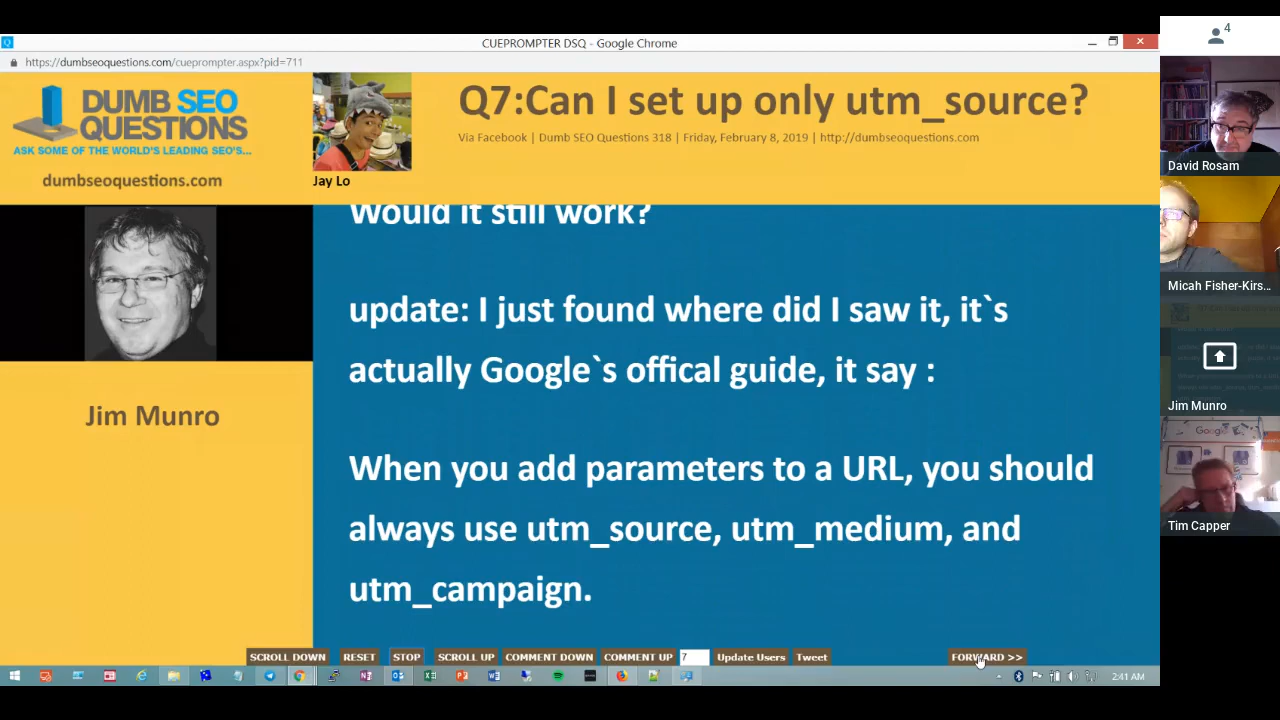 CUEPROMPTER DSQ - Google Chrome
https://dumbseoquestions.com/cueprompter.aspx?pid=711
DUMB SEO
QUESTIONS
ASK SOME OF THE WORLD'S LEADING SEO'S...
dumbseoquestions.com
Jay Lo
Q7:Can I set up only utm_source?
Via Facebook | Dumb SEO Questions 318 | Friday, February 8, 2019 | http://dumbseoquestions.com
Would it still work?
update: I just found where did I saw it, it`s
actually Google`s offical guide, it say :
When you add parameters to a URL, you should
always use utm_source, utm_medium, and
utm_campaign.
Jim Munro
SCROLL DOWN RESET STOP SCROLL UP COMMENT DOWN COMMENT UP 7 Update Users Tweet FORWARD >>
2:41 AM
4
David Rosam
Micah Fisher-Kirs...
Jim Munro
Google
Tim Capper